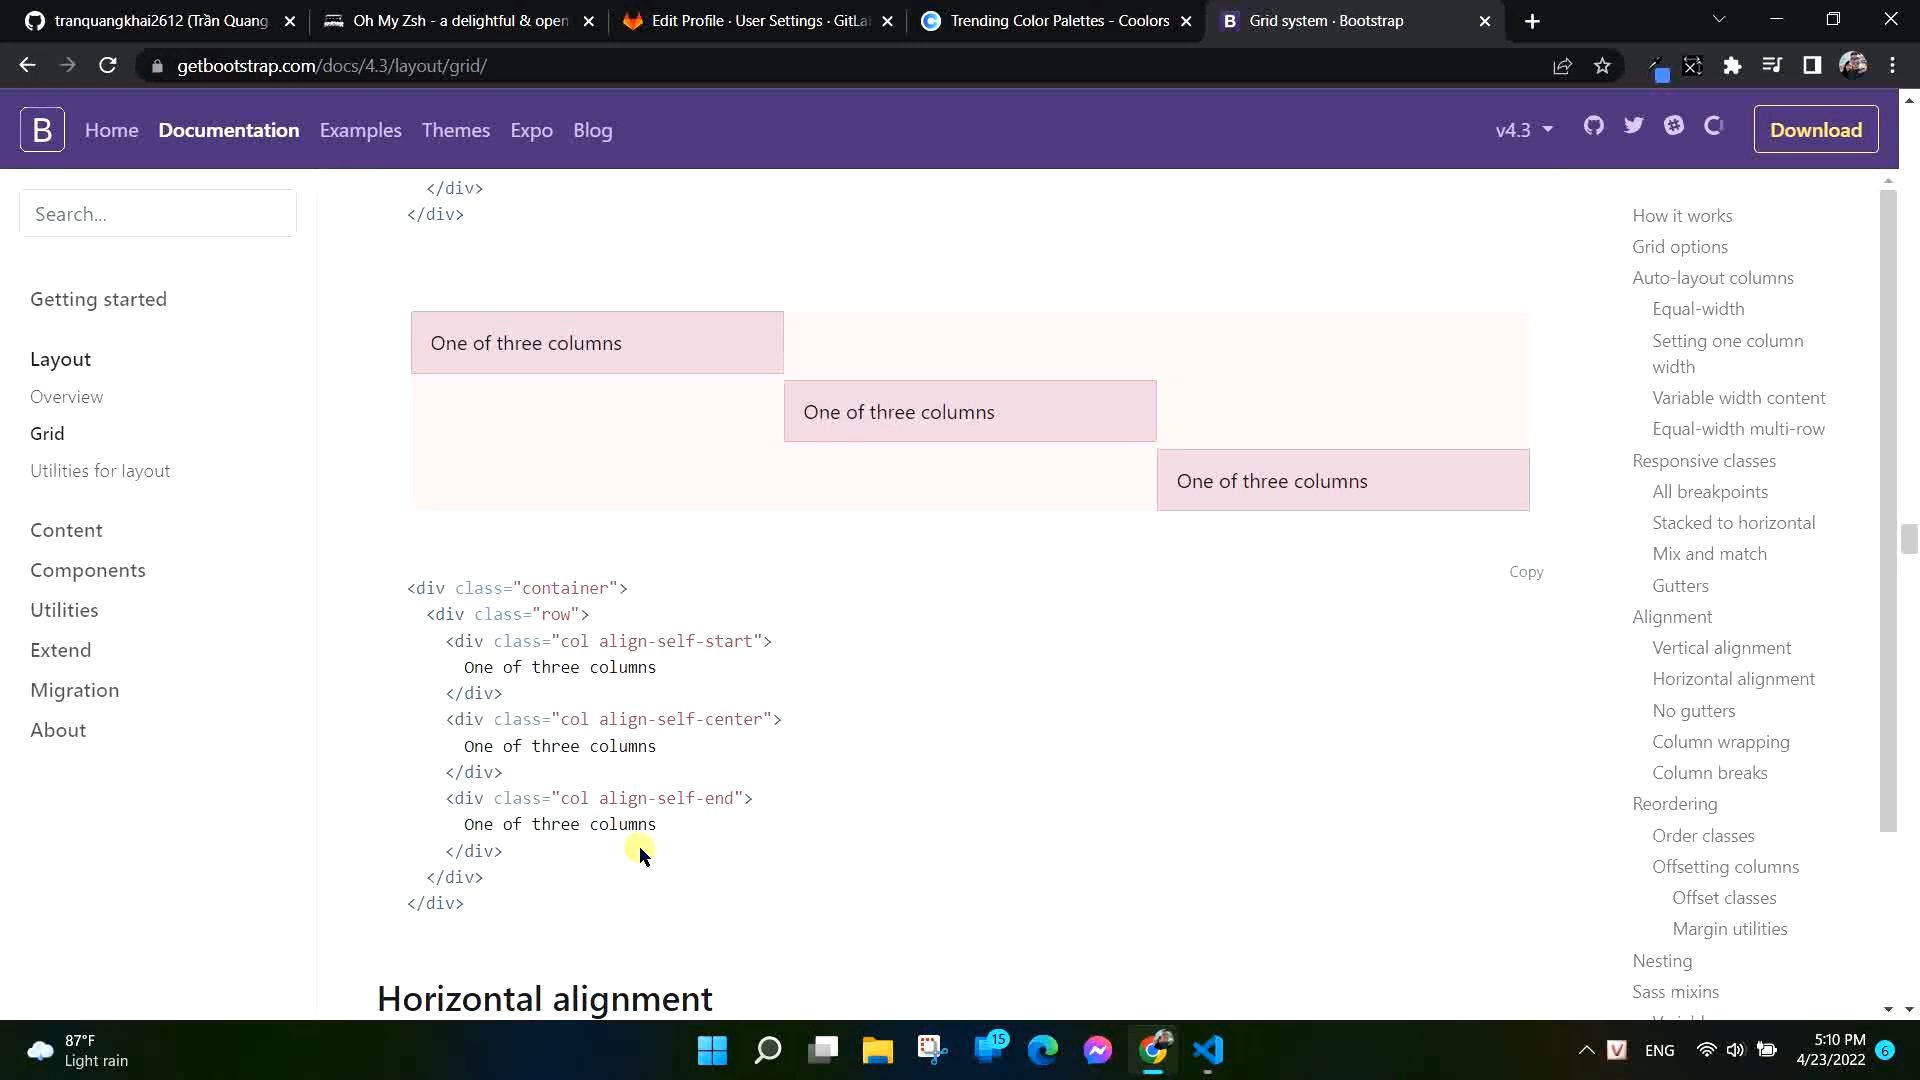 tranquangkhai2612 (Trần Quang
Oh My Zsh - a delightful & open
Edit Profile · User Settings · GitLa
Trending Color Palettes - Coolors
Grid system · Bootstrap
getbootstrap.com/docs/4.3/layout/grid/
B Home Documentation Examples Themes Expo Blog
v4.3
Download
Search...
Getting started
Layout
Overview
Grid
Utilities for layout
Content
Components
Utilities
Extend
Migration
About
</div>
</div>
One of three columns
One of three columns
One of three columns
Copy
<div class="container">
<div class="row">
<div class="col align-self-start">
One of three columns
</div>
<div class="col align-self-center">
One of three columns
</div>
<div class="col align-self-end">
One of three columns
</div>
</div>
</div>
Horizontal alignment
How it works
Grid options
Auto-layout columns
Equal-width
Setting one column
width
Variable width content
Equal-width multi-row
Responsive classes
All breakpoints
Stacked to horizontal
Mix and match
Gutters
Alignment
Vertical alignment
Horizontal alignment
No gutters
Column wrapping
Column breaks
Reordering
Order classes
Offsetting columns
Offset classes
Margin utilities
Nesting
Sass mixins
87°F
Light rain
15
V
ENG
5:10 PM
4/23/2022
6